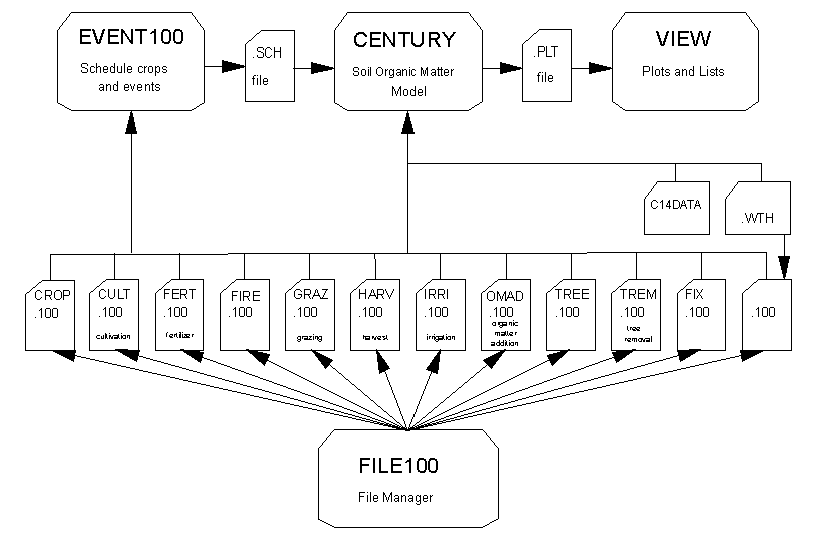 EVENT100
Schedule crops
and events
.SCH
file
CENTURY
Soil Organic Matter
Model
.PLT
file
VIEW
Plots and Lists
C14DATA
.WTH
CROP
.100
CULT
.100
cultivation
FERT
.100
fertilizer
FIRE
.100
GRAZ
.100
grazing
HARV
.100
harvest
IRRI
.100
irrigation
OMAD
.100
organic
matter
addition
TREE
.100
TREM
.100
tree
removal
FIX
.100
.100
FILE100
File Manager